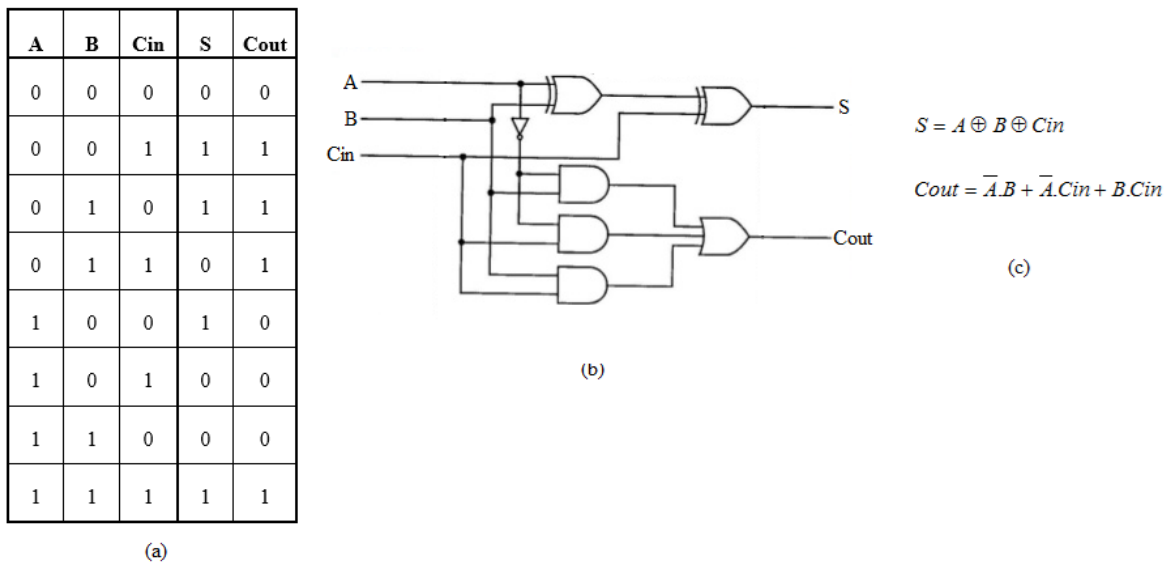 A B Cin S Cout
0 0 0 0 0
0 0 1 1 1
0 1 0 1 1
0 1 1 0 1
1 0 0 1 0
1 0 1 0 0
1 1 0 0 0
1 1 1 1 1
(a)
A
B
Cin
S
Cout
(b)
S = A ⊕ B ⊕ Cin
Cout = A̅.B + A̅.Cin + B.Cin
(c)